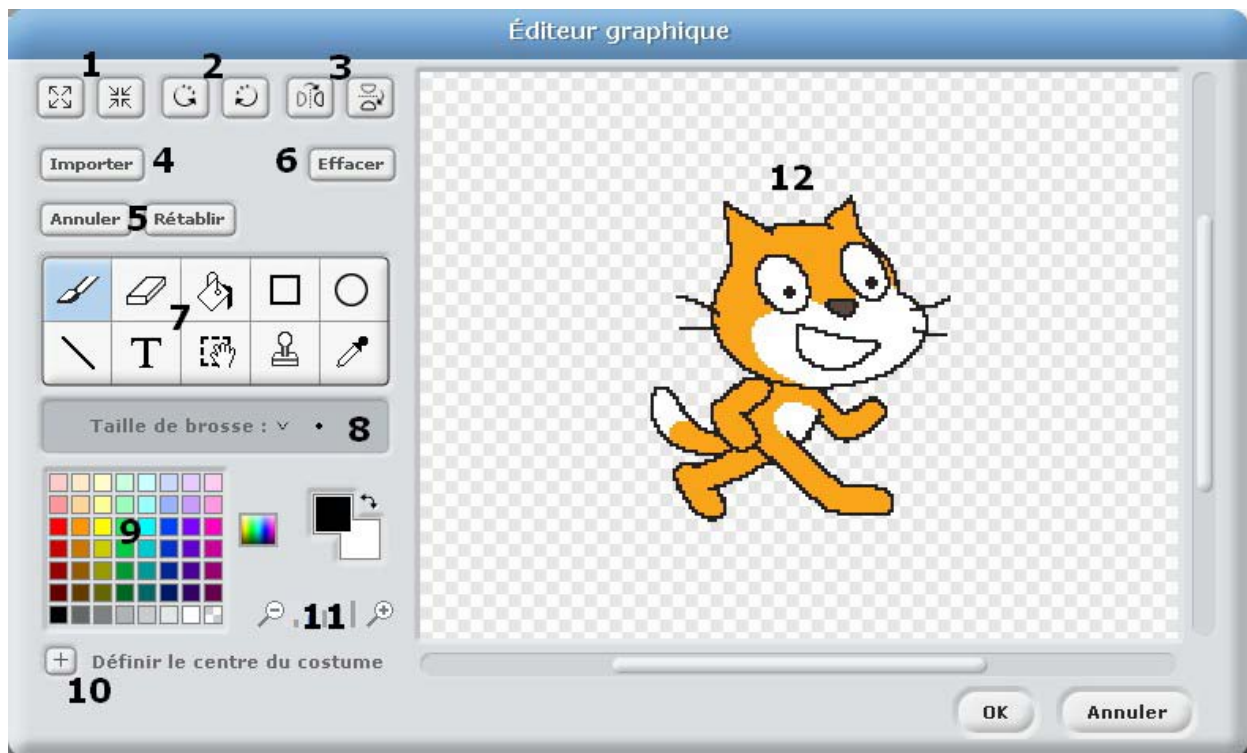 Éditeur graphique
1 2 3
Importer 4 6 Effacer
Annuler 5 Rétablir
12
7
T
Taille de brosse : 8
9
11
+ Définir le centre du costume
10
OK Annuler